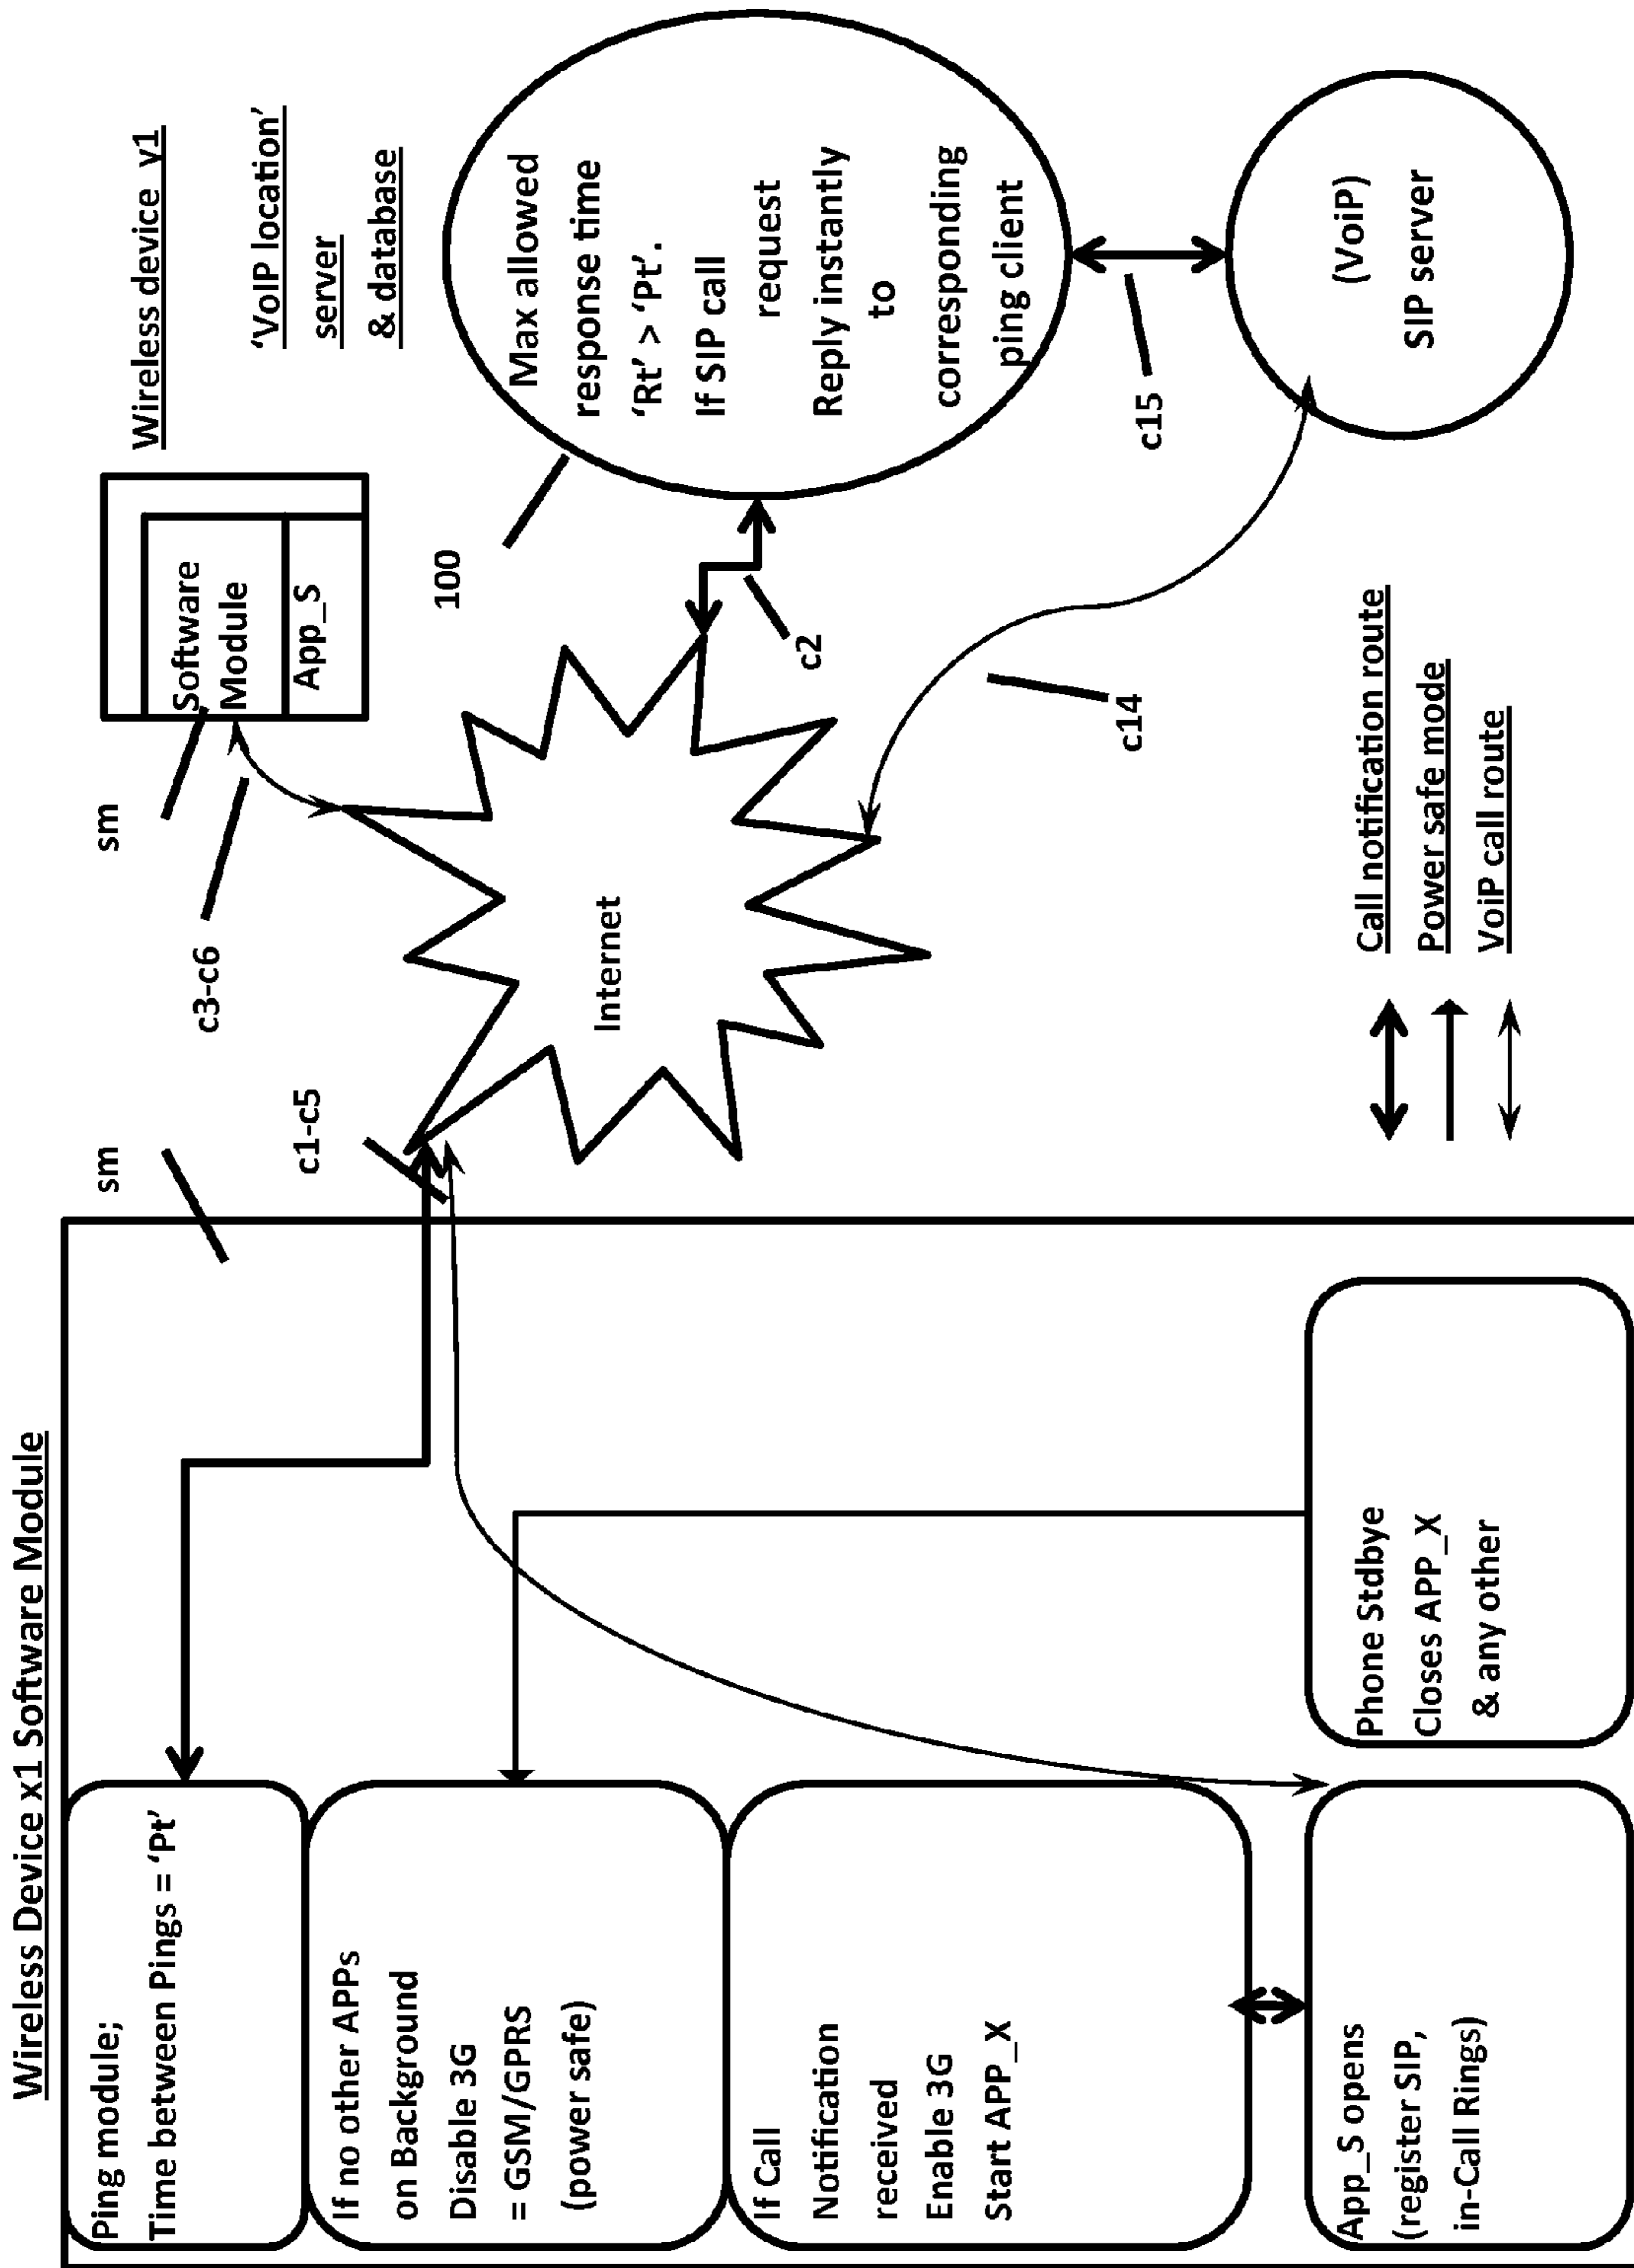 Wireless Device x1 Software Module
Ping module;
Time between Pings = ‘Pt’
If no other APPs
on Background
Disable 3G
= GSM/GPRS
(power safe)
If Call
Notification
received
Enable 3G
Start APP_X
App_S opens
(register SIP,
in-Call Rings)
Phone Stdbye
Closes APP_X
& any other
sm
c1-c5
Internet
sm
c3-c6
Software
Module
App_S
Wireless device y1
‘VoIP location’
server
& database
100
Max allowed
response time
‘Rt’ > ‘Pt’.
If SIP call
request
Reply instantly
to
corresponding
ping client
c2
c14
c15
(VoiP)
SIP server
Call notification route
Power safe mode
VoiP call route